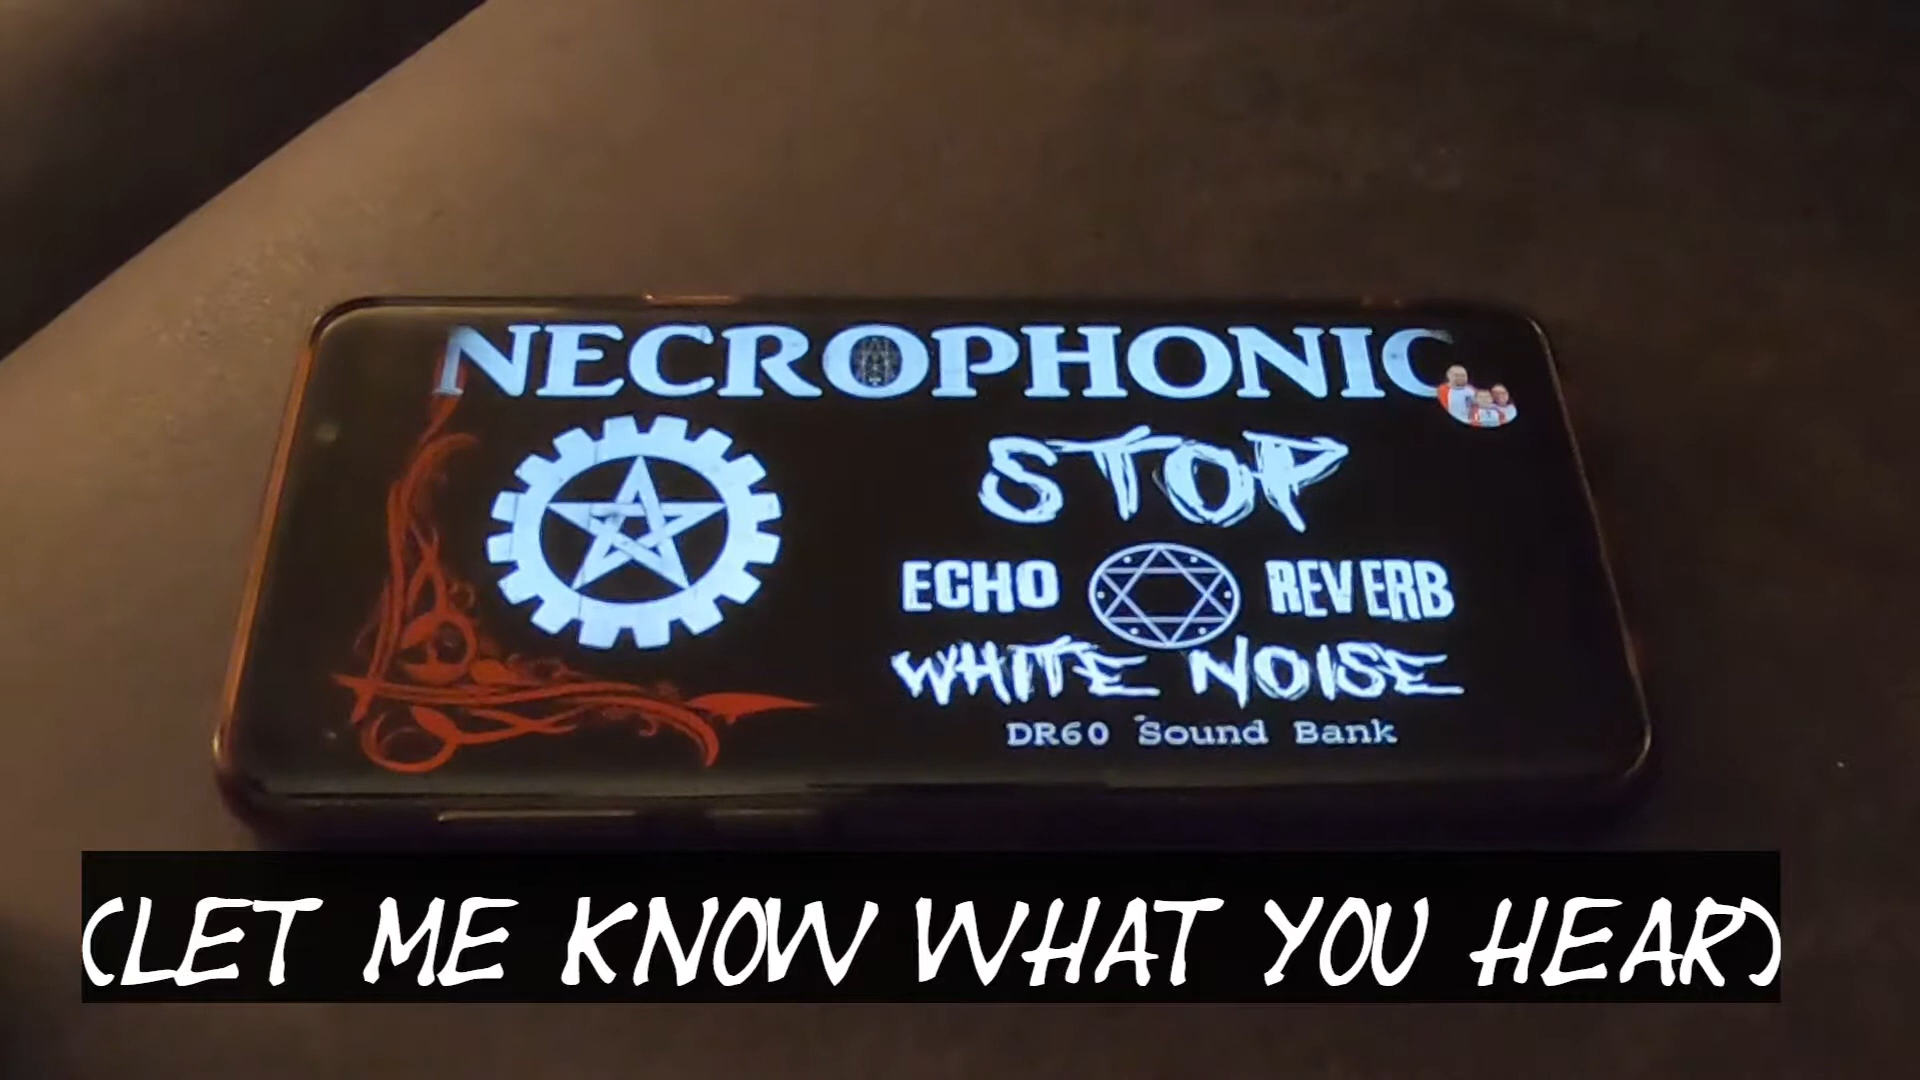 NECROPHONIC
STOP
ECHO REVERB
WHITE NOISE
DR60 Sound Bank
(LET ME KNOW WHAT YOU HEAR)